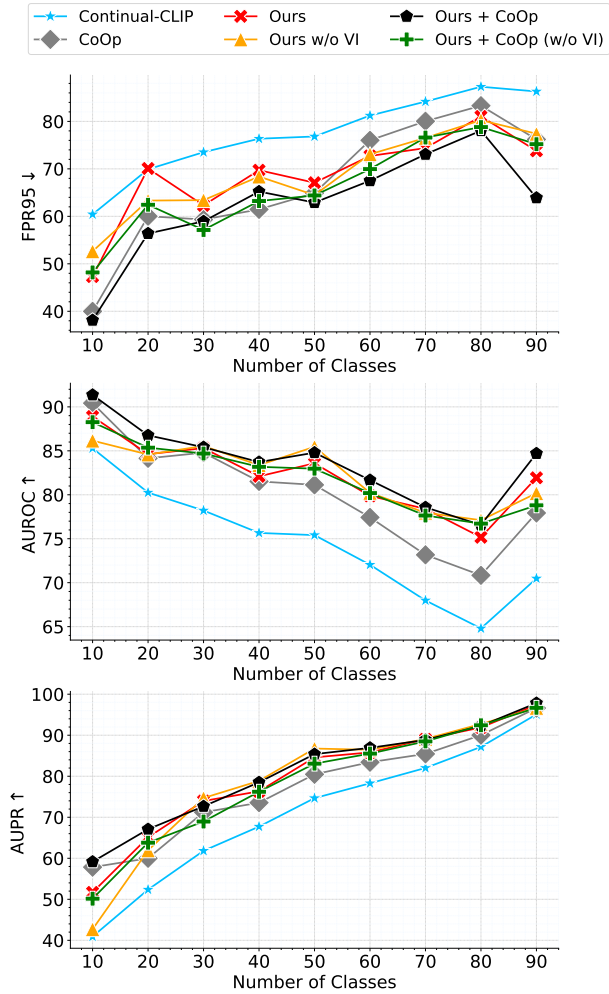 Continual-CLIP Ours Ours + CoOp
CoOp Ours w/o VI Ours + CoOp (w/o VI)
80
70
60
50
40
FPR95 ↓
10 20 30 40 50 60 70 80 90
Number of Classes
90
85
80
75
70
65
AUROC ↑
10 20 30 40 50 60 70 80 90
Number of Classes
100
90
80
70
60
50
40
AUPR ↑
10 20 30 40 50 60 70 80 90
Number of Classes